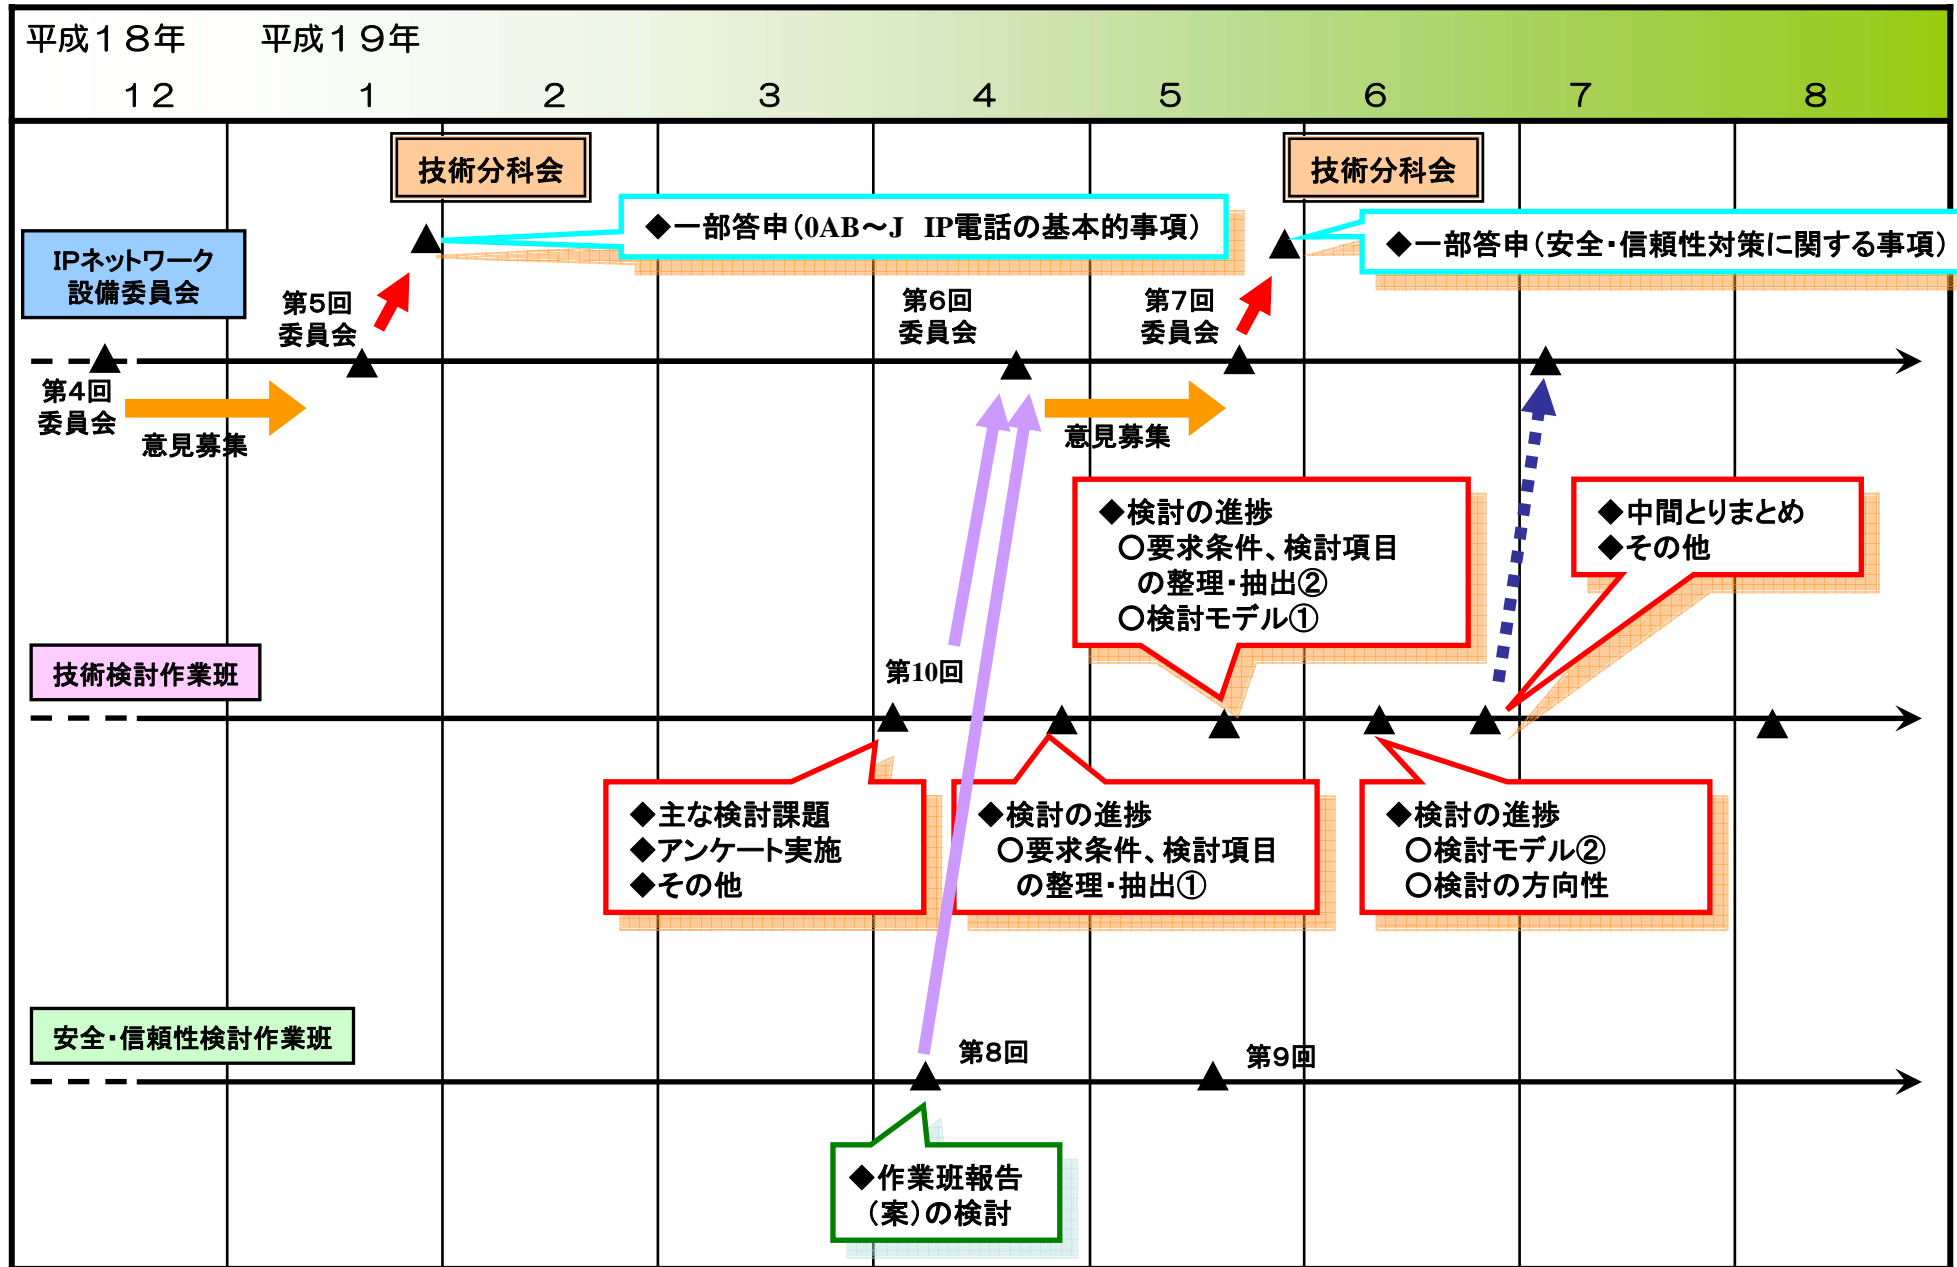 平成１８年　平成１９年
１２　１　２　３　４　５　６　７　８
技術分科会
技術分科会
◆一部答申（0AB～J　IP電話の基本的事項）
◆一部答申（安全・信頼性対策に関する事項）
IPネットワーク
設備委員会
第５回
委員会
第６回
委員会
第７回
委員会
第４回
委員会
意見募集
意見募集
◆検討の進捗
○要求条件、検討項目
の整理・抽出②
○検討モデル①
◆中間とりまとめ
◆その他
技術検討作業班
第10回
◆主な検討課題
◆アンケート実施
◆その他
◆検討の進捗
○要求条件、検討項目
の整理・抽出①
◆検討の進捗
○検討モデル②
○検討の方向性
安全・信頼性検討作業班
第８回
第９回
◆作業班報告
（案）の検討